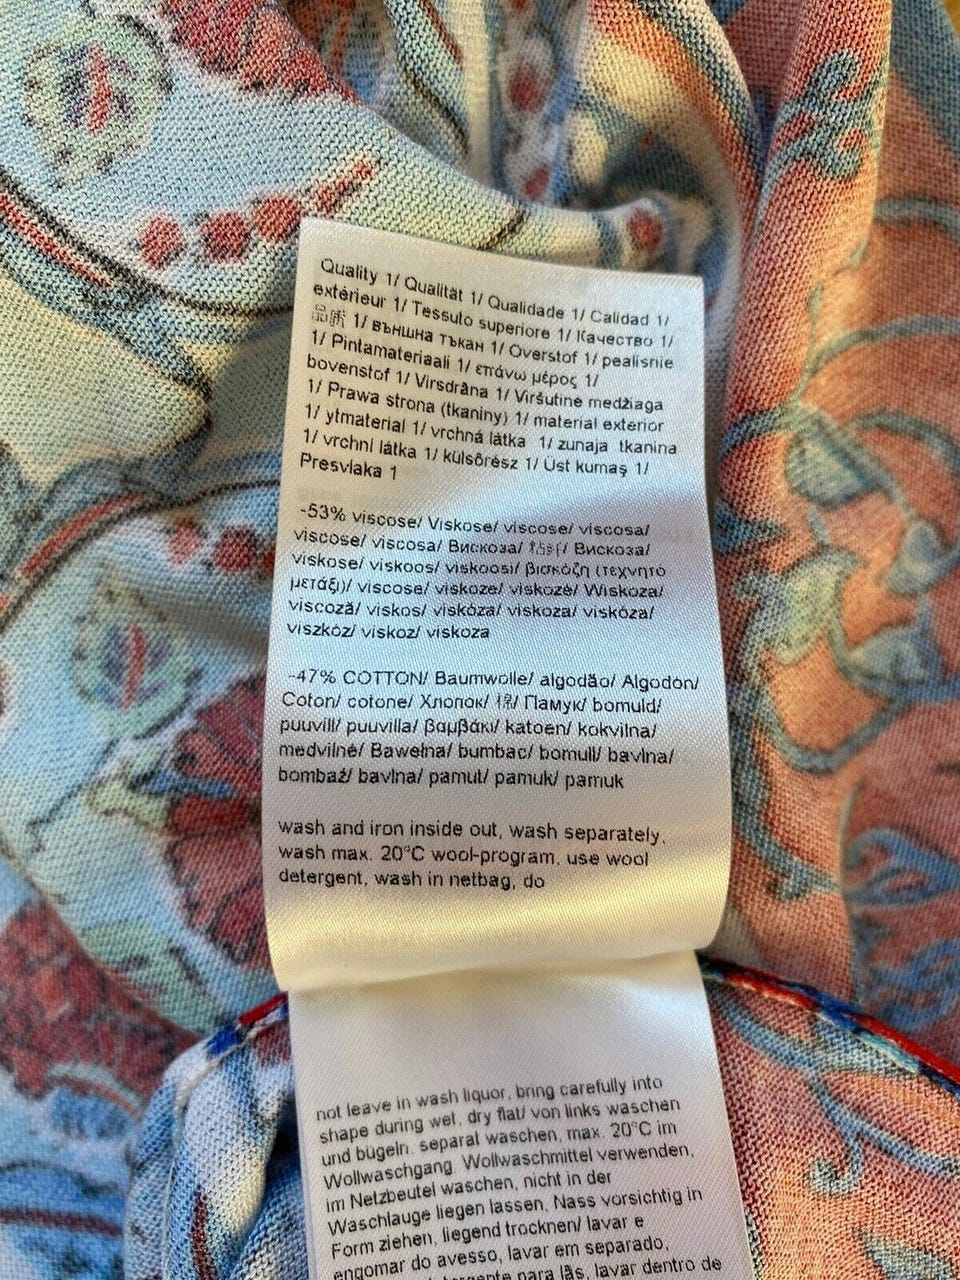 Quality 1/ Qualität 1/ Qualidade 1/ Calidad 1/
extérieur 1/ Tessuto superiore 1/ Качество 1/
品质 1/ външна тъкан 1/ Overstof 1/ pealisriie
1/ Pintamateriaali 1/ επάνω μέρος 1/
bovenstof 1/ Virsdrāna 1/ Viršutinė medžiaga
1/ Prawa strona (tkaniny) 1/ material exterior
1/ ytmaterial 1/ vrchná látka 1/ zunaja tkanina
1/ vrchní látka 1/ külsõrész 1/ Üst kumaş 1/
Presvlaka 1
-53% viscose/ Viskose/ viscose/ viscosa/
viscose/ viscosa/ Вискоза/ Вискоза/
viskose/ viskoos/ viskoosi/ βισκόζη (τεχνητό
μετάξι)/ viscose/ viskoze/ viskozė/ Wiskoza/
viscoză/ viskos/ viskóza/ viskoza/ viskóza/
viszkóz/ viskoz/ viskoza
-47% COTTON/ Baumwolle/ algodão/ Algodón/
Coton/ cotone/ Хлопок/ 棉/ Памук/ bomuld/
puuvill/ puuvilla/ βαμβάκι/ katoen/ kokvilna/
medvilnė/ Bawełna/ bumbac/ bomull/ bavlna/
bombaž/ bavlna/ pamut/ pamuk/ pamuk
wash and iron inside out, wash separately,
wash max. 20°C wool-program, use wool
detergent, wash in netbag, do
not leave in wash liquor, bring carefully into
shape during wet, dry flat/ von links waschen
und bügeln, separat waschen, max. 20°C im
Wollwaschgang. Wollwaschmittel verwenden,
im Netzbeutel waschen, nicht in der
Waschlauge liegen lassen, Nass vorsichtig in
Form ziehen, liegend trocknen/ lavar e
engomar do avesso, lavar em separado,
para lãs, lavar dentro de